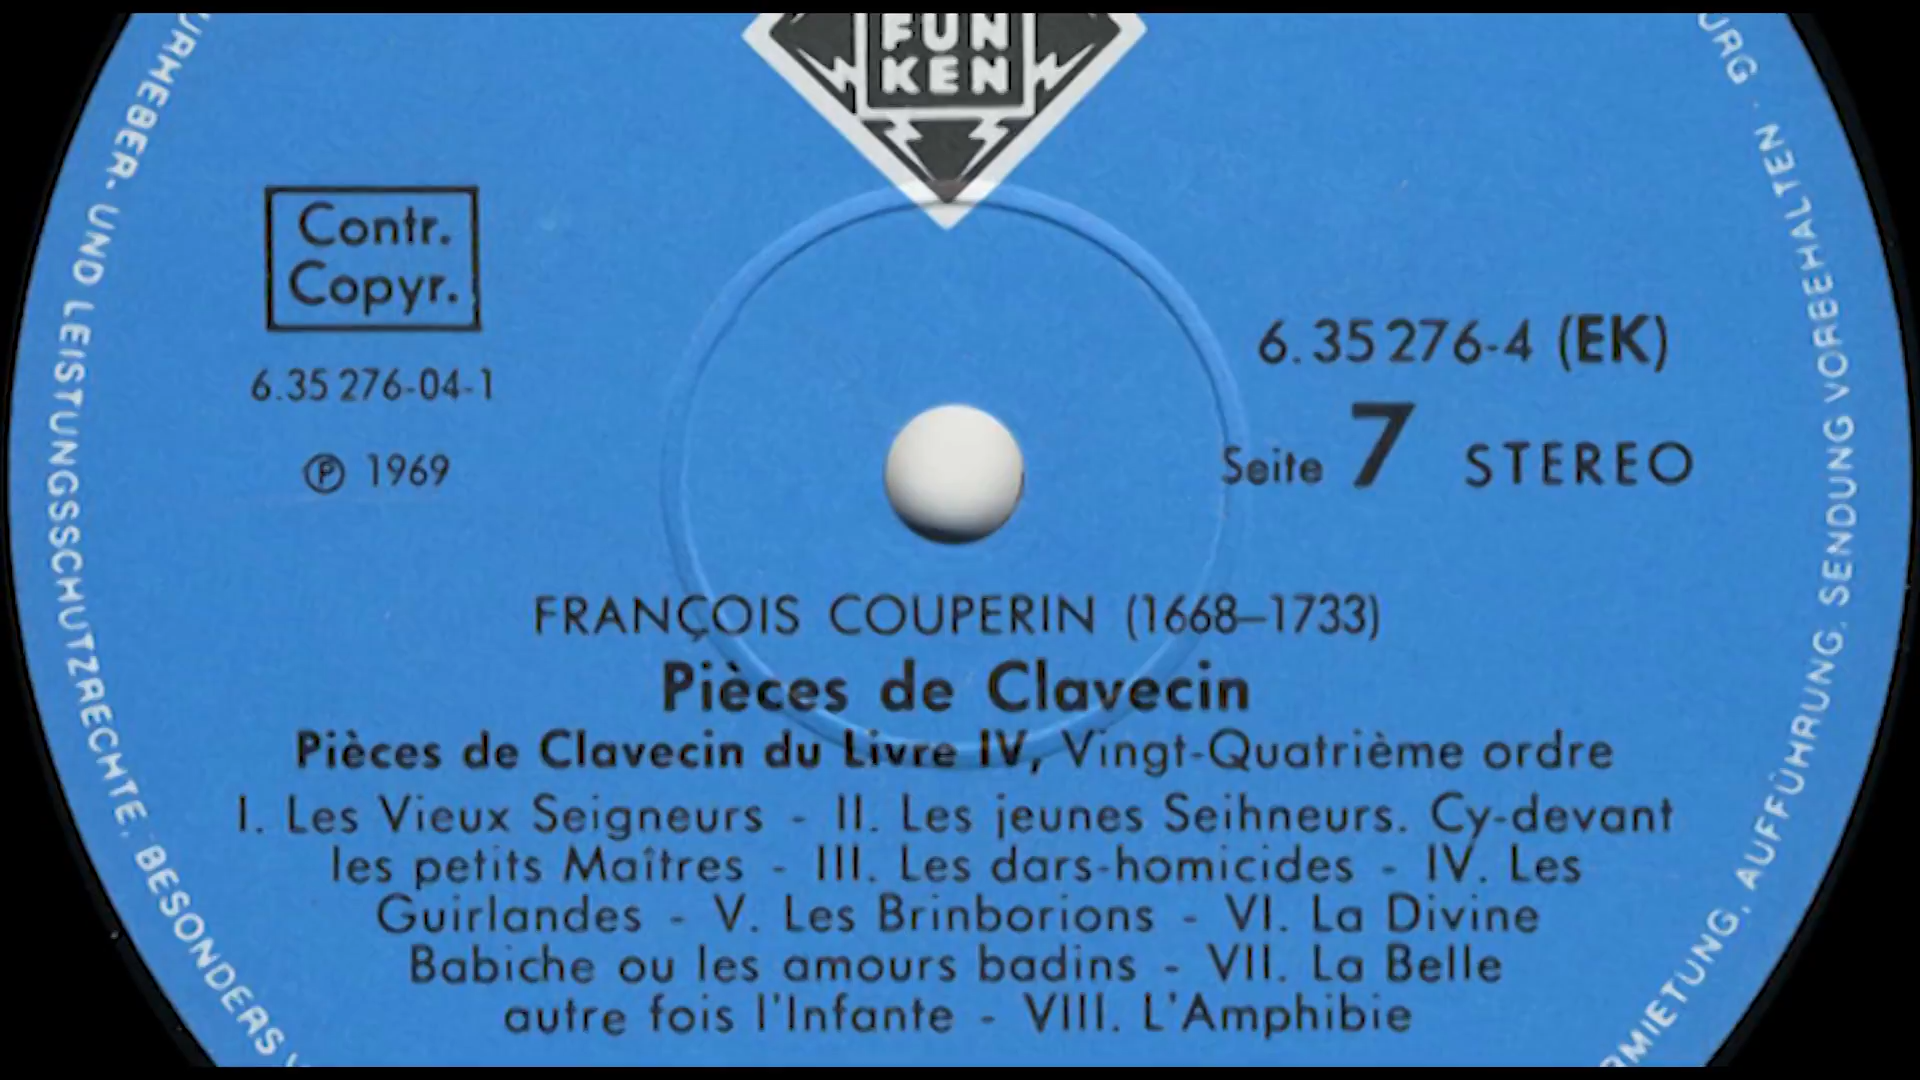 FUN
KEN
Contr.
Copyr.
6.35 276-04-1
Ⓟ 1969
6.35 276-4 (EK)
Seite 7 STEREO
FRANÇOIS COUPERIN (1668–1733)
Pièces de Clavecin
Pièces de Clavecin du Livre IV, Vingt-Quatrième ordre
I. Les Vieux Seigneurs - II. Les jeunes Seihneurs. Cy-devant
les petits Maîtres - III. Les dars-homicides - IV. Les
Guirlandes - V. Les Brinborions - VI. La Divine
Babiche ou les amours badins - VII. La Belle
autre fois l'Infante - VIII. L'Amphibie
URHEBER- UND LEISTUNGSSCHUTZRECHTE, BESONDERS
RMIETUNG, AUFFÜHRUNG, SENDUNG VORBEHALTEN · URG